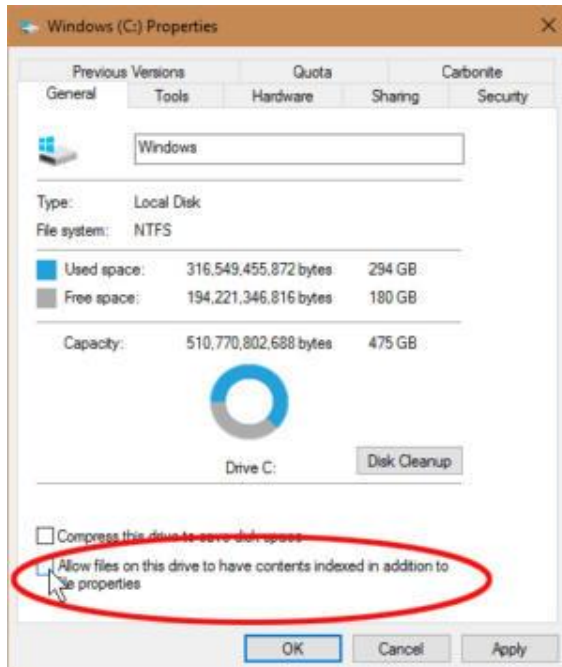 Windows (C:) Properties
Previous Versions Quota Carbonite
General Tools Hardware Sharing Security
Windows
Type: Local Disk
File system: NTFS
Used space: 316,549,455,872 bytes 294 GB
Free space: 194,221,346,816 bytes 180 GB
Capacity: 510,770,802,688 bytes 475 GB
Drive C: Disk Cleanup
Compress this drive to save disk space
Allow files on this drive to have contents indexed in addition to
file properties
OK Cancel Apply